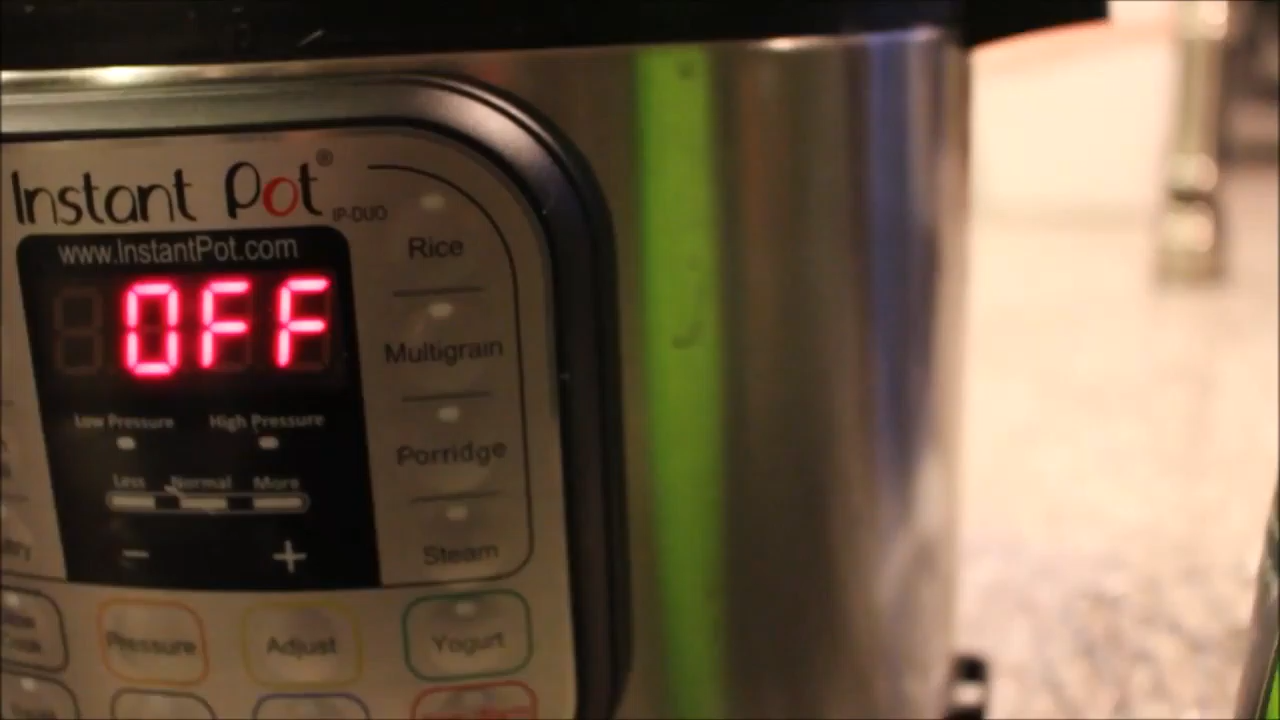 Instant Pot®
IP-DUO
www.InstantPot.com
OFF
Low Pressure High Pressure
Less Normal More
- +
Rice
Multigrain
Porridge
Steam
Pressure
Adjust
Yogurt